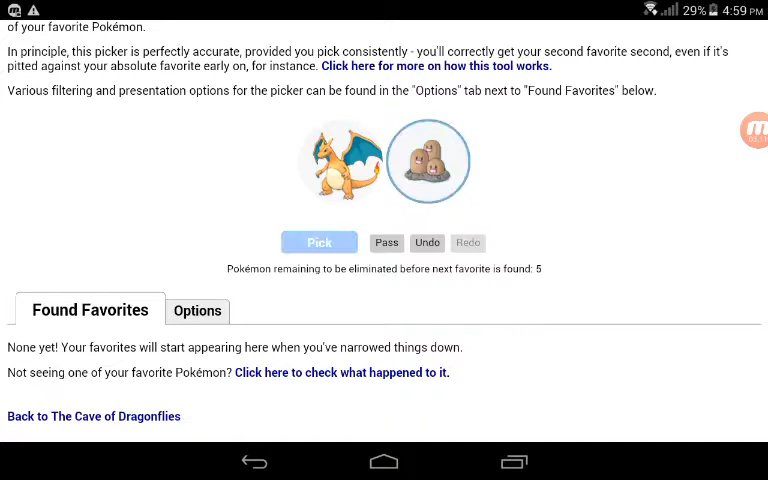 29% 4:59 PM
of your favorite Pokémon.
In principle, this picker is perfectly accurate, provided you pick consistently - you'll correctly get your second favorite second, even if it's
pitted against your absolute favorite early on, for instance. Click here for more on how this tool works.
Various filtering and presentation options for the picker can be found in the "Options" tab next to "Found Favorites" below.
Pick Pass Undo Redo
Pokémon remaining to be eliminated before next favorite is found: 5
Found Favorites Options
None yet! Your favorites will start appearing here when you've narrowed things down.
Not seeing one of your favorite Pokémon? Click here to check what happened to it.
Back to The Cave of Dragonflies